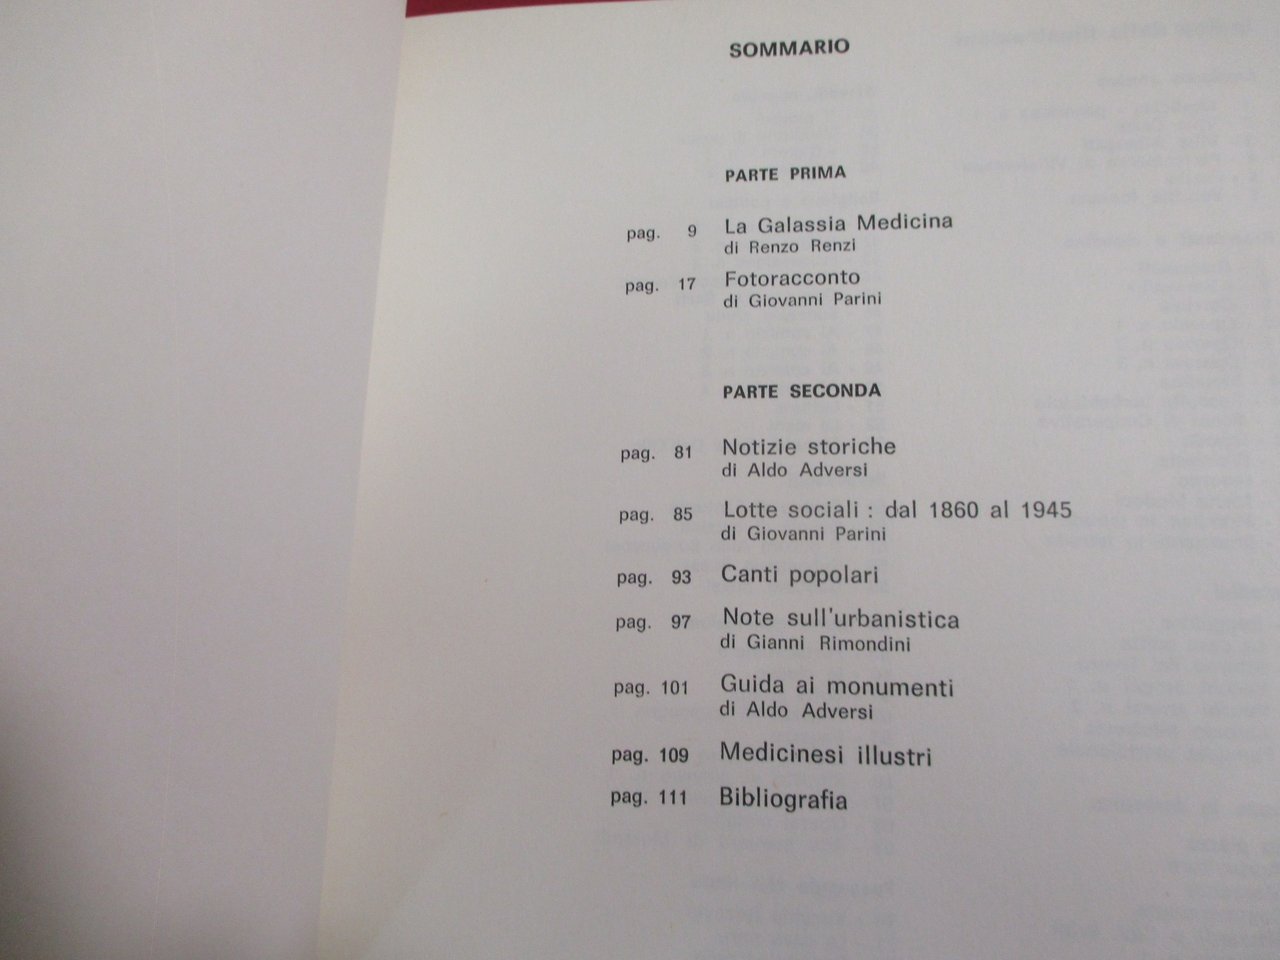 SOMMARIO
PARTE PRIMA
pag. 9 La Galassia Medicina
di Renzo Renzi
pag. 17 Fotoracconto
di Giovanni Parini
PARTE SECONDA
pag. 81 Notizie storiche
di Aldo Adversi
pag. 85 Lotte sociali : dal 1860 al 1945
di Giovanni Parini
pag. 93 Canti popolari
pag. 97 Note sull'urbanistica
di Gianni Rimondini
pag. 101 Guida ai monumenti
di Aldo Adversi
pag. 109 Medicinesi illustri
pag. 111 Bibliografia